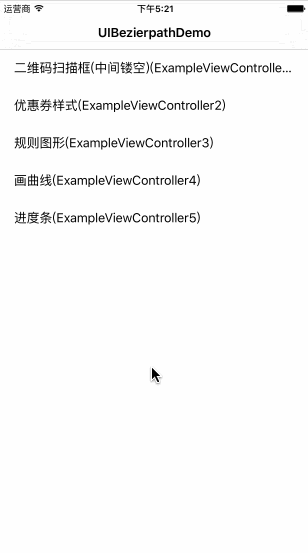 运营商 下午5:21
UIBezierpathDemo
二维码扫描框(中间镂空)(ExampleViewControlle...
优惠券样式(ExampleViewController2)
规则图形(ExampleViewController3)
画曲线(ExampleViewController4)
进度条(ExampleViewController5)